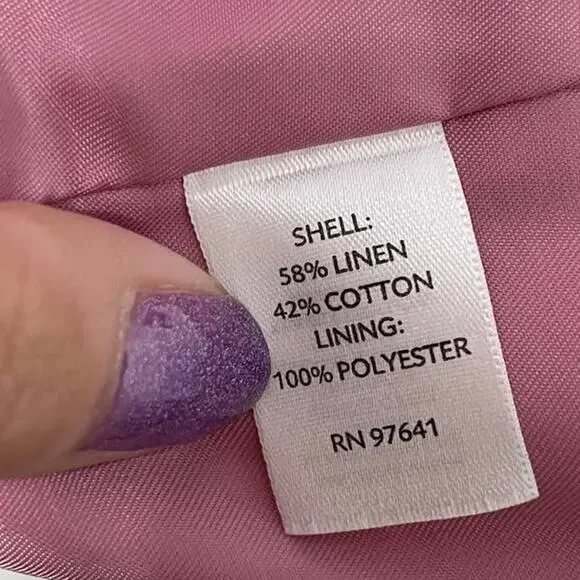 SHELL:
58% LINEN
42% COTTON
LINING:
100% POLYESTER
RN 97641